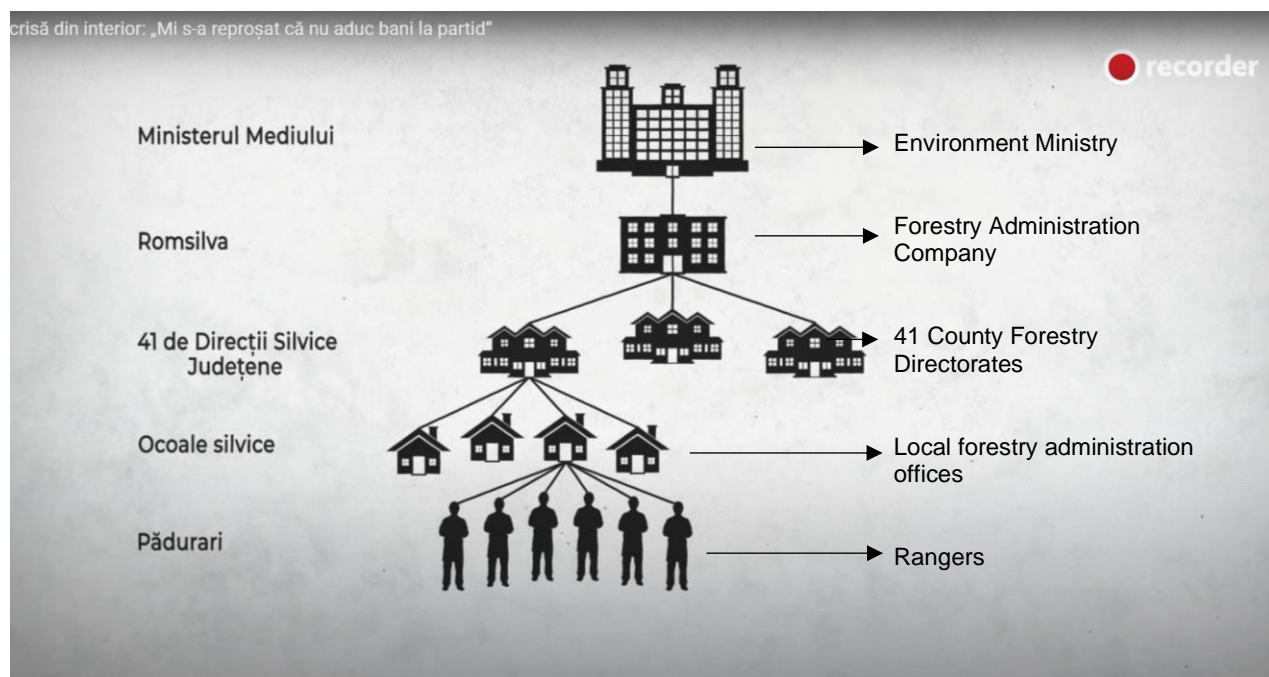 crisă din interior: „Mi s-a reproșat că nu aduc bani la partid“
recorder
Ministerul Mediului
Environment Ministry
Romsilva
Forestry Administration
Company
41 de Direcții Silvice
Județene
41 County Forestry
Directorates
Ocoale silvice
Local forestry administration
offices
Pădurari
Rangers